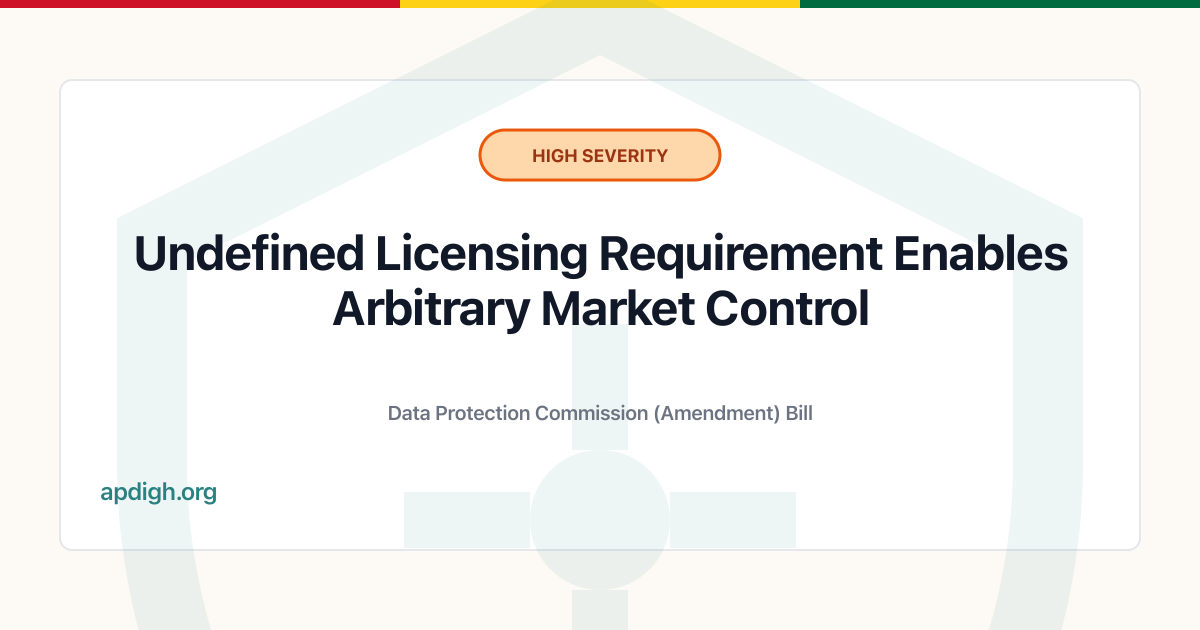 HIGH SEVERITY
Undefined Licensing Requirement Enables
Arbitrary Market Control
Data Protection Commission (Amendment) Bill
apdigh.org